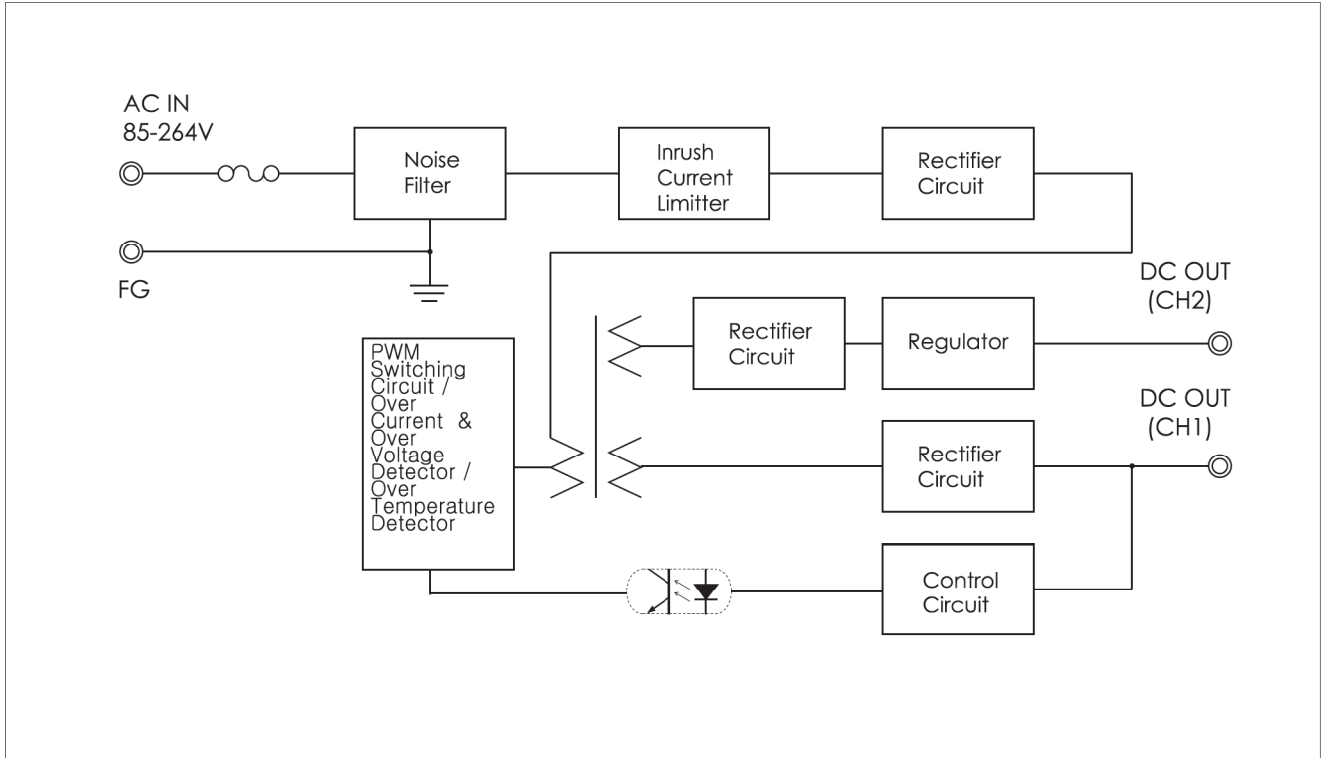 AC IN
85-264V
Noise
Filter
Inrush
Current
Limitter
Rectifier
Circuit
FG
DC OUT
(CH2)
Rectifier
Circuit
Regulator
PWM
Switching
Circuit /
Over
Current &
Over
Voltage
Detector /
Over
Temperature
Detector
DC OUT
(CH1)
Rectifier
Circuit
Control
Circuit